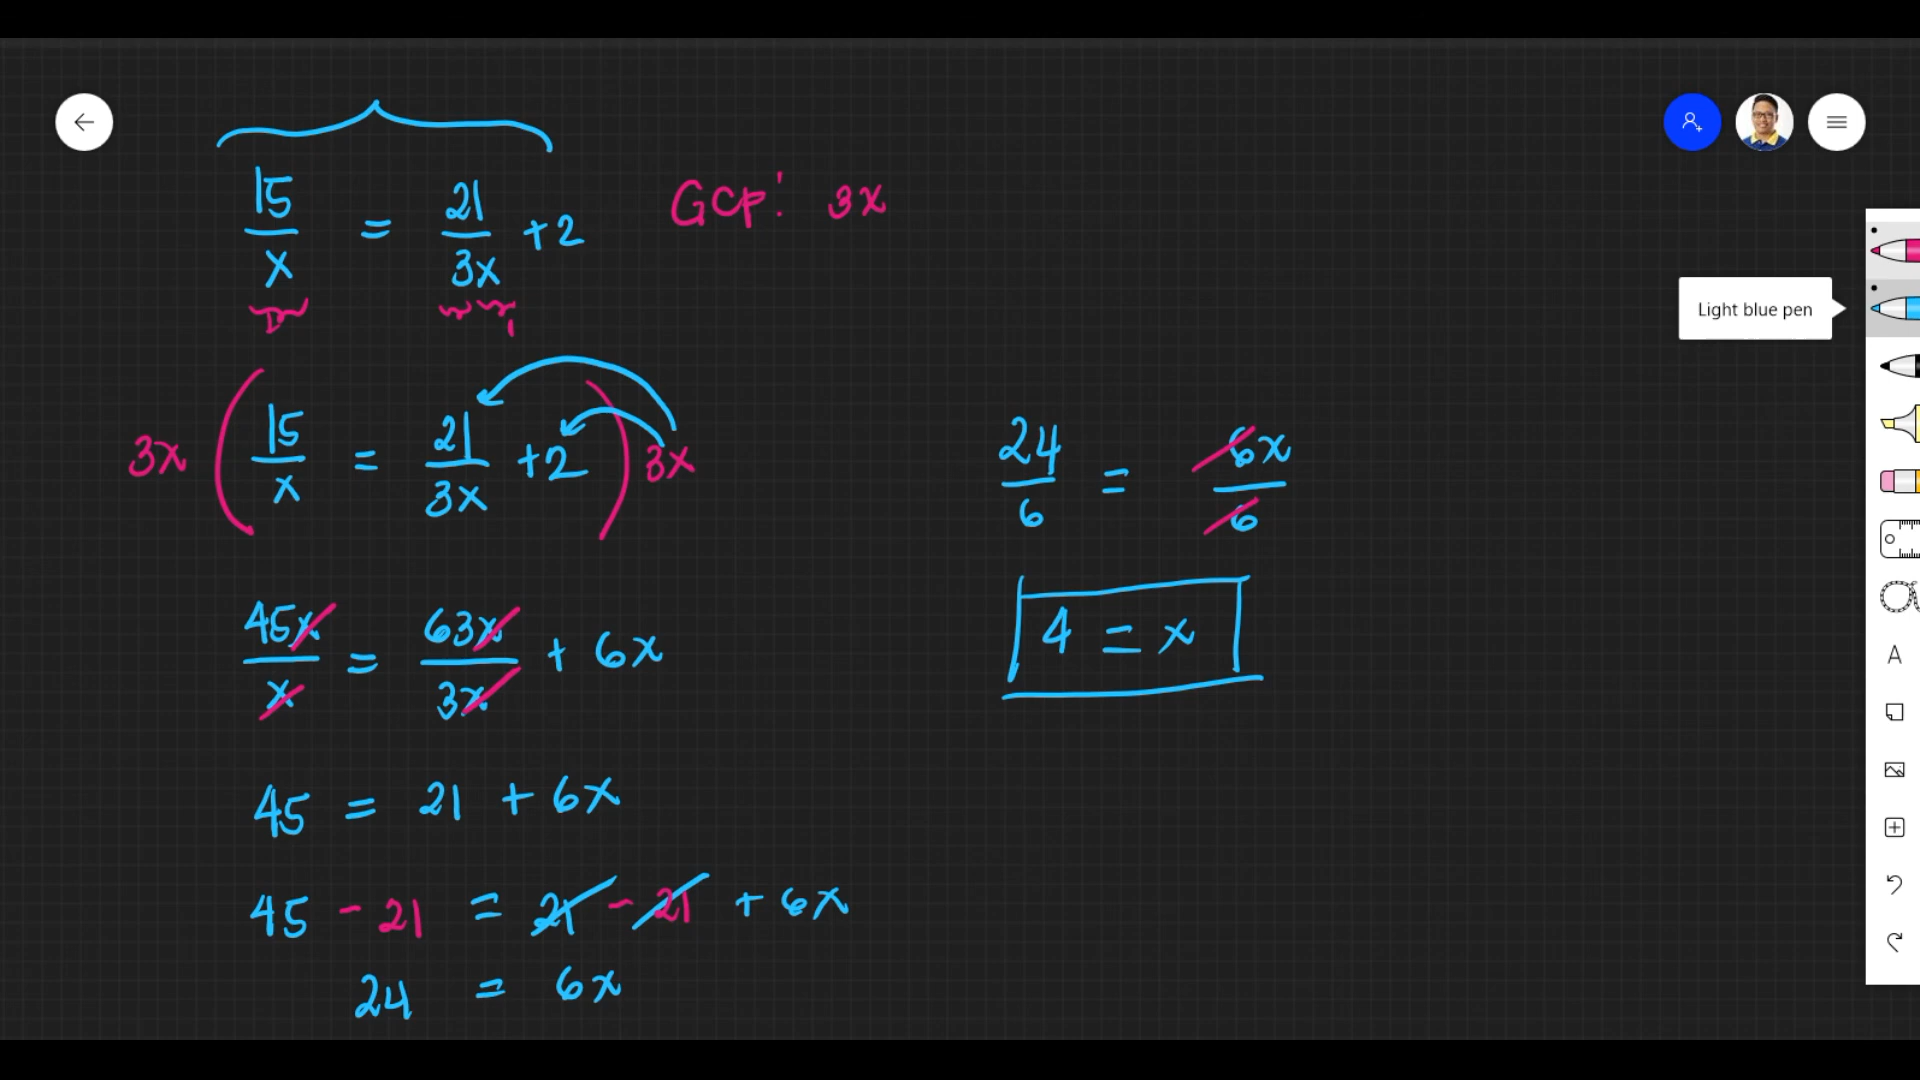 15/x = 21/3x + 2
GCF: 3x
Light blue pen
3x ( 15/x = 21/3x + 2 ) 3x
45x/x = 63x/3x + 6x
45 = 21 + 6x
45 - 21 = 21 - 21 + 6x
24 = 6x
24/6 = 6x/6
4 = x
A